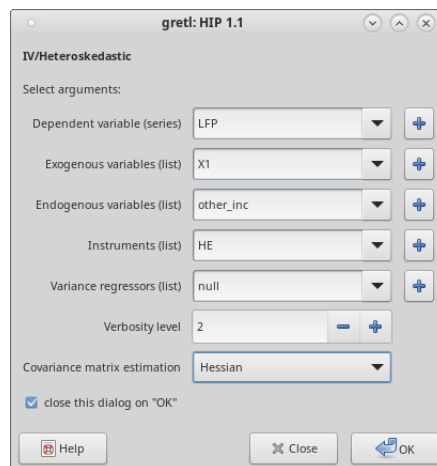 gretl: HIP 1.1
IV/Heteroskedastic
Select arguments:
Dependent variable (series) LFP
Exogenous variables (list) X1
Endogenous variables (list) other_inc
Instruments (list) HE
Variance regressors (list) null
Verbosity level 2
Covariance matrix estimation Hessian
close this dialog on "OK"
Help Close OK